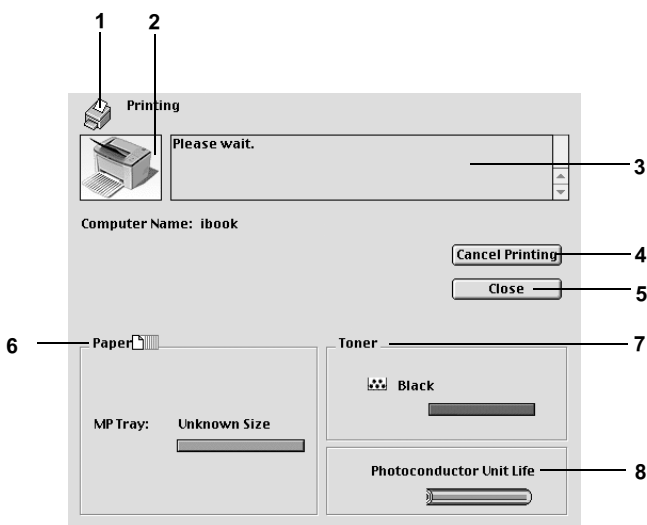 1 2
Printing
Please wait.
3
Computer Name: ibook
Cancel Printing 4
Close 5
6 Paper
Toner 7
Black
MP Tray: Unknown Size
Photoconductor Unit Life 8